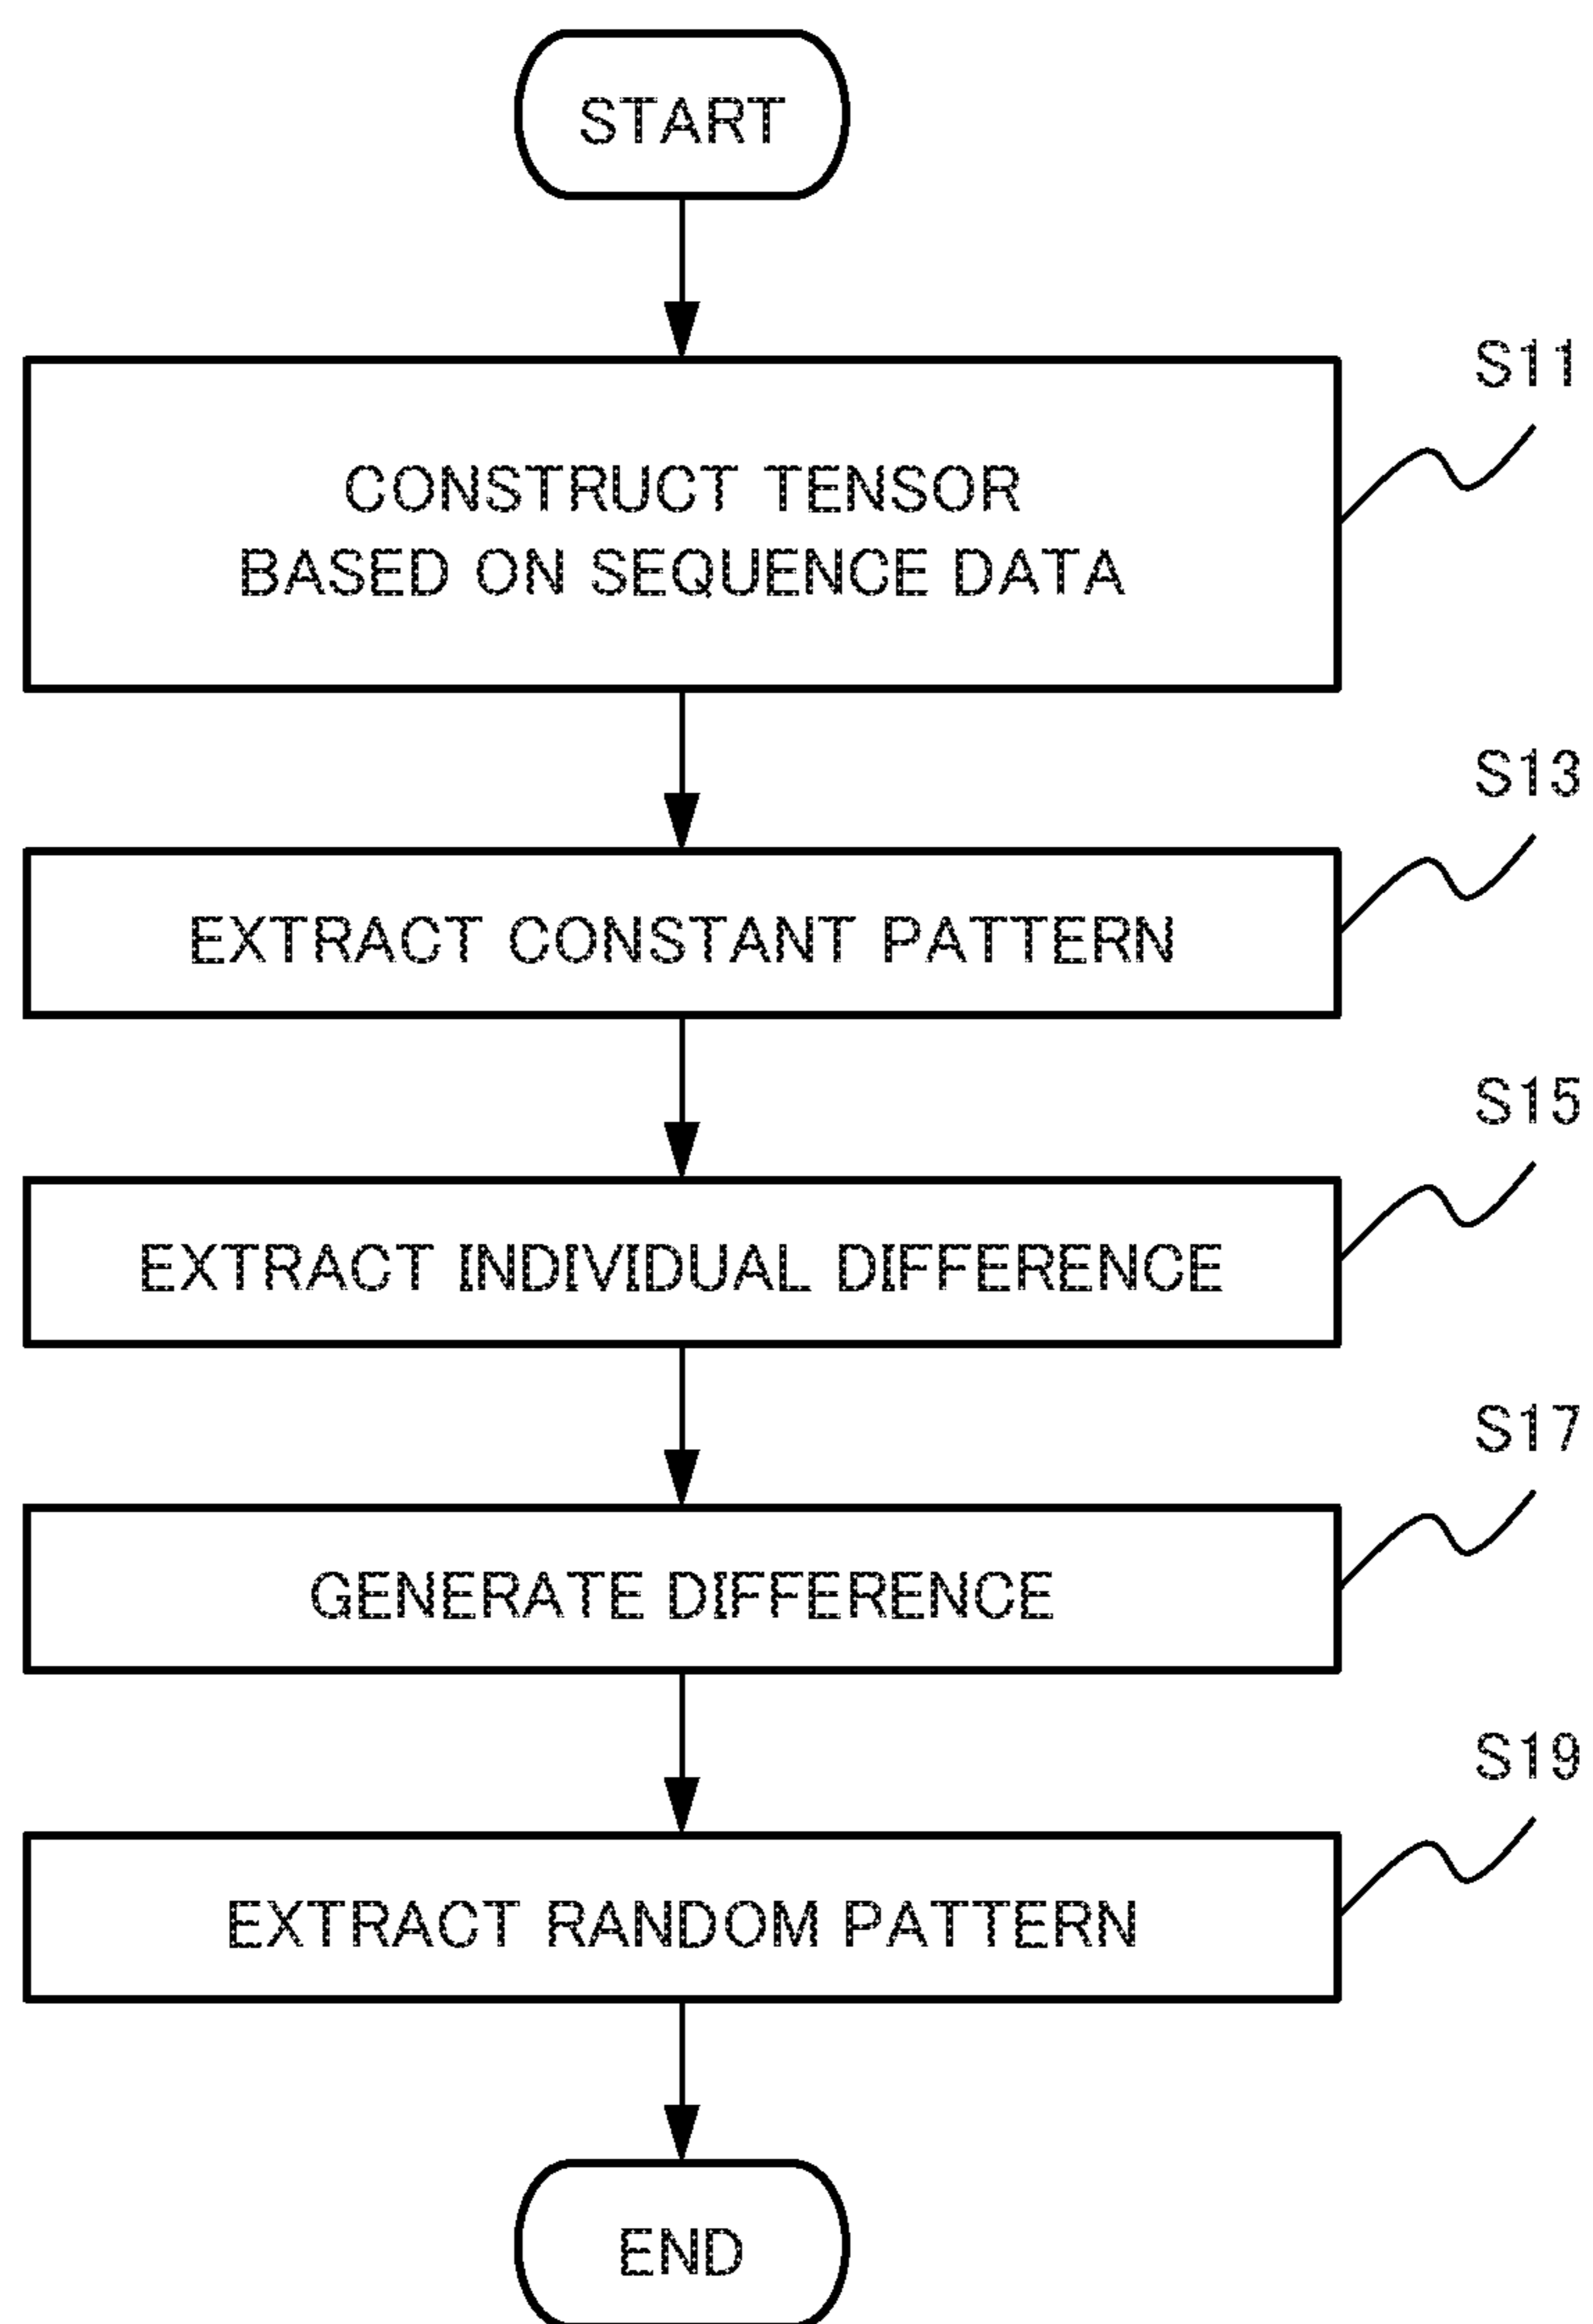 START
S11
CONSTRUCT TENSOR
BASED ON SEQUENCE DATA
S13
EXTRACT CONSTANT PATTERN
S15
EXTRACT INDIVIDUAL DIFFERENCE
S17
GENERATE DIFFERENCE
S19
EXTRACT RANDOM PATTERN
END